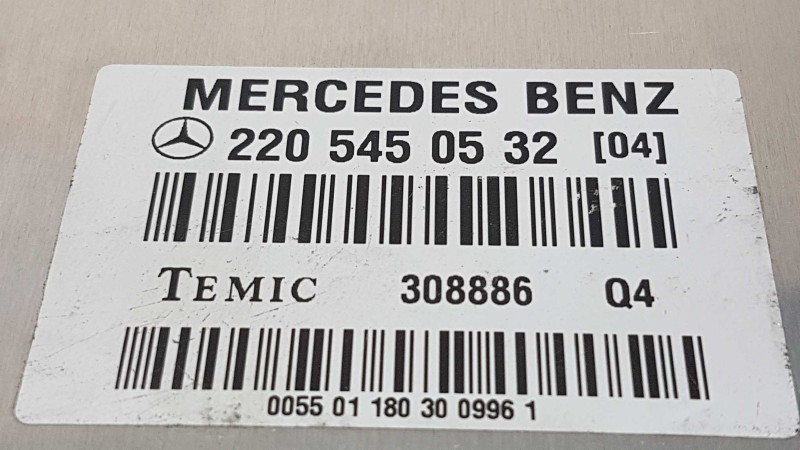 MERCEDES BENZ
220 545 05 32 [04]
TEMIC 308886 Q4
0055 01 180 30 0996 1